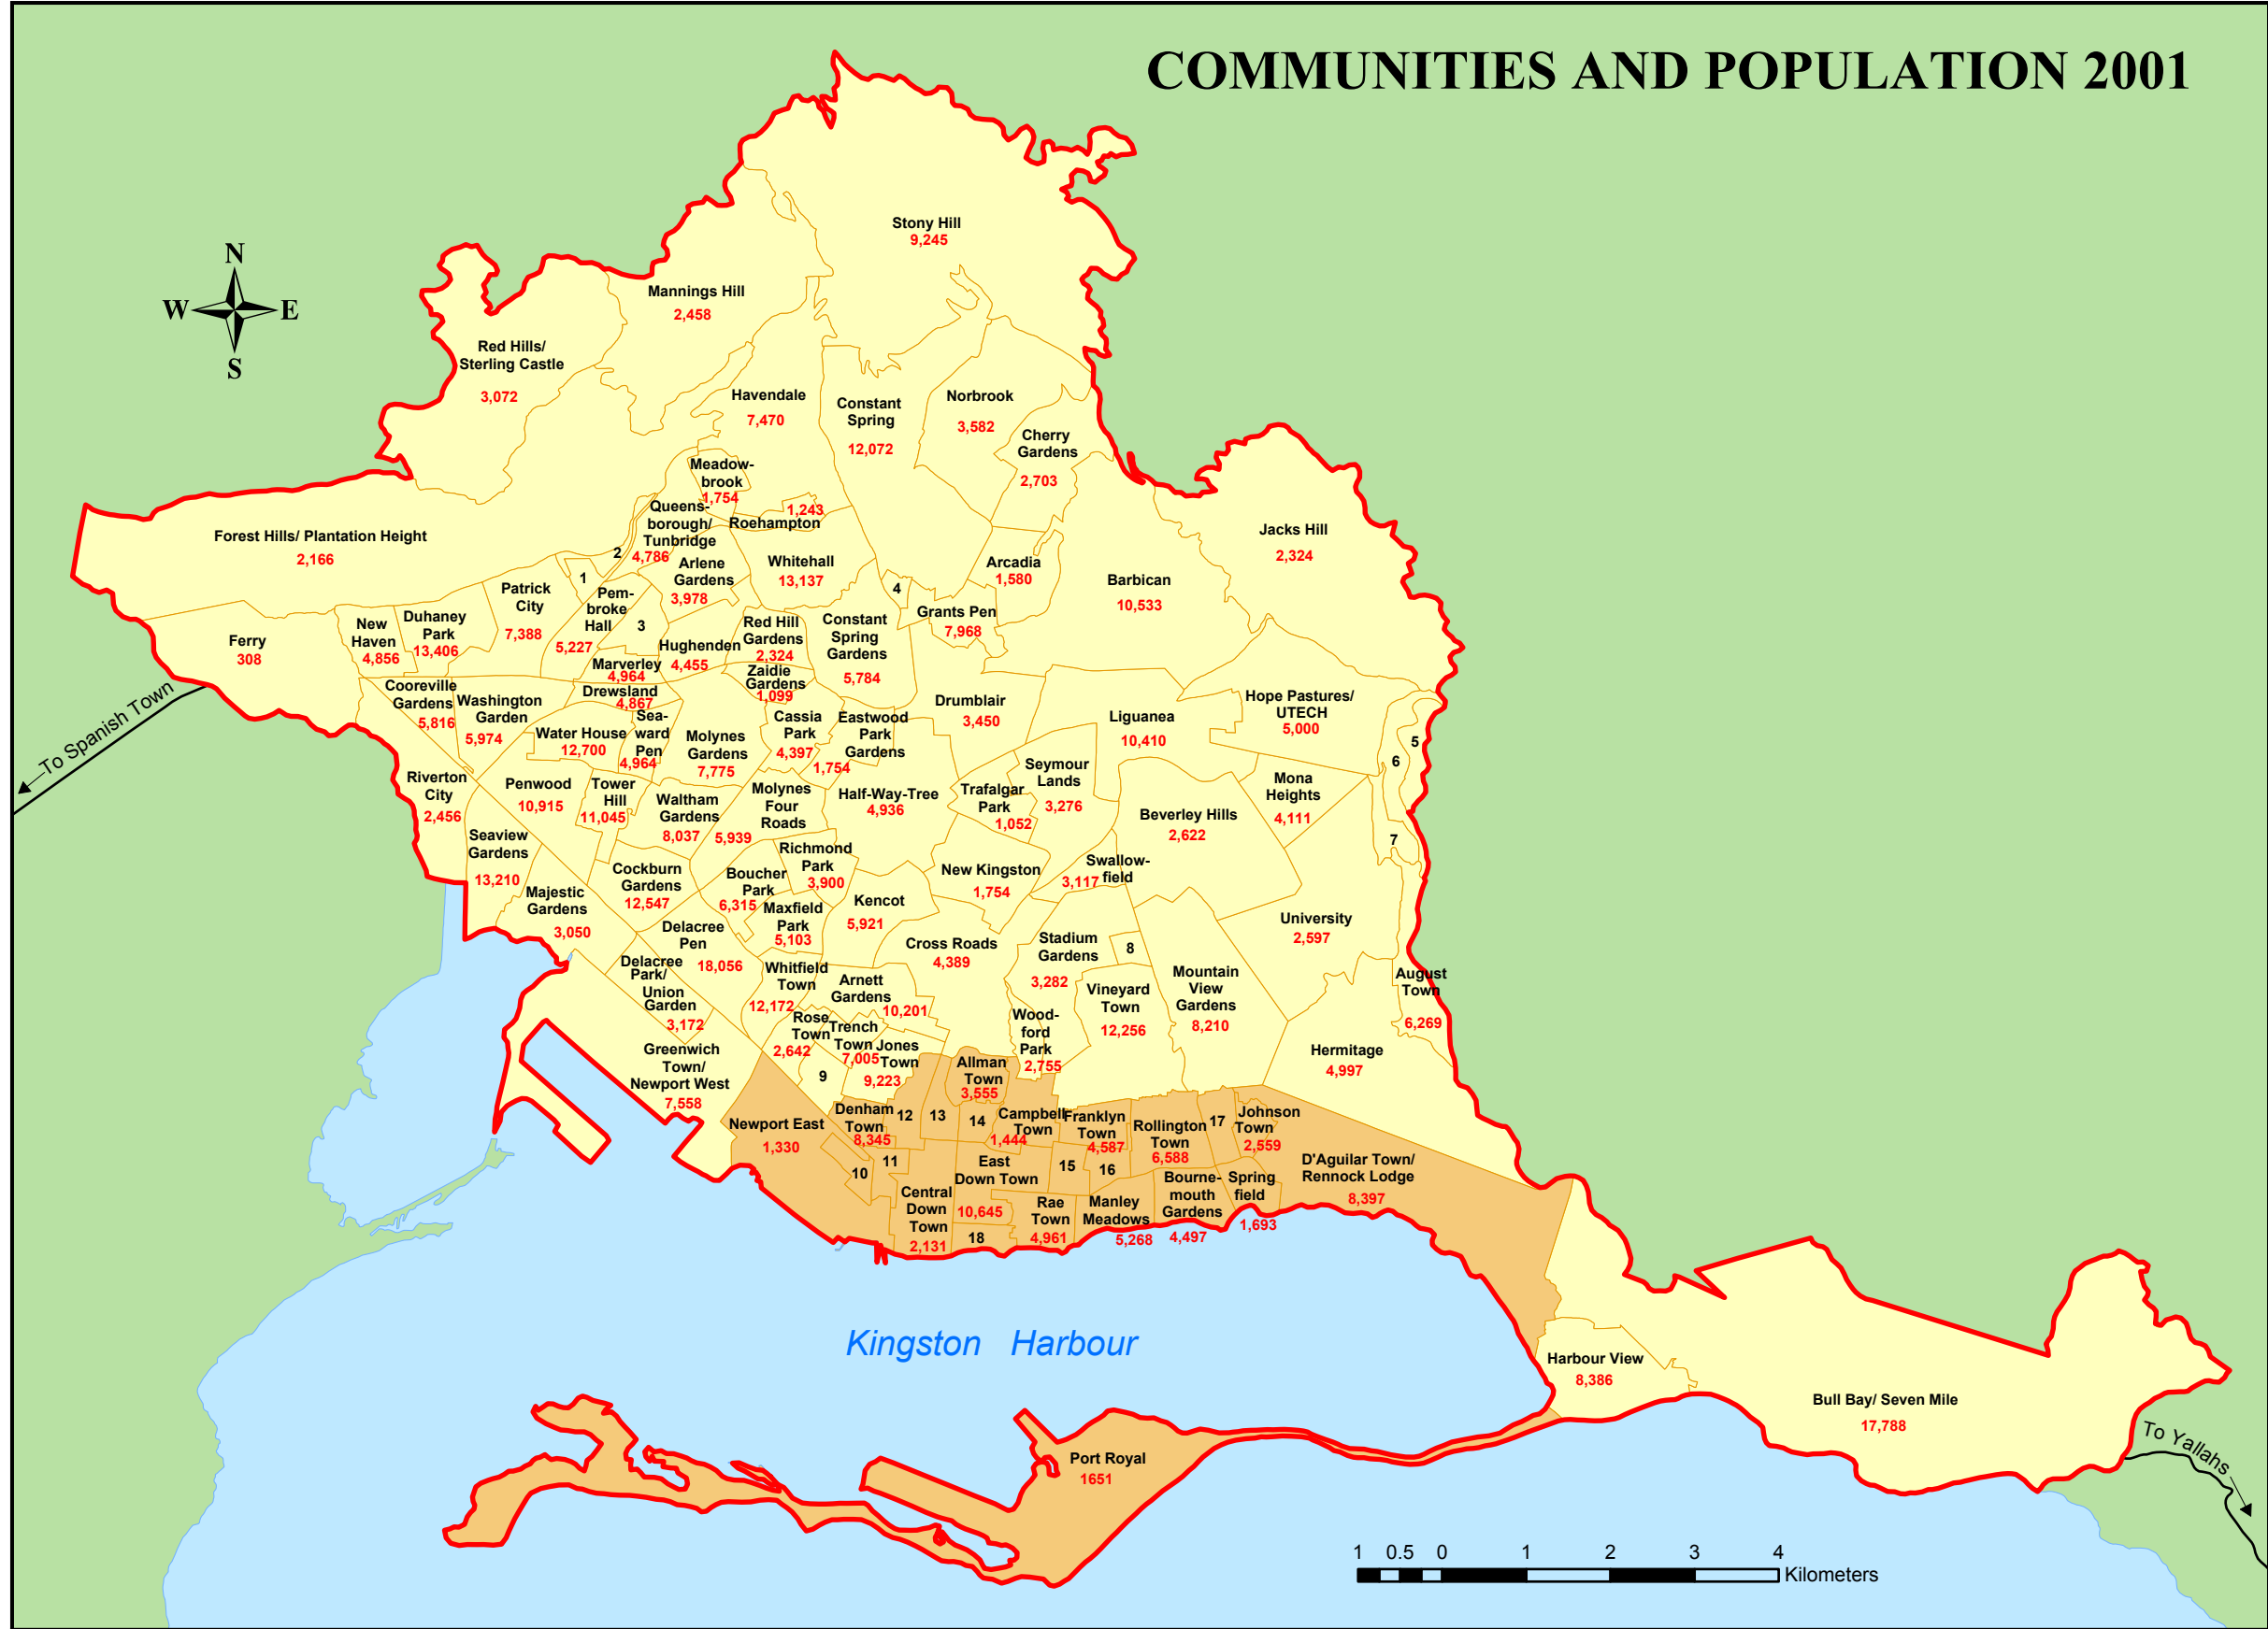 COMMUNITIES AND POPULATION 2001
N
W
E
S
Stony Hill
9,245
Mannings Hill
2,458
Red Hills/
Sterling Castle
3,072
Havendale
7,470
Constant
Spring
12,072
Norbrook
3,582
Cherry
Gardens
2,703
Meadow-
brook
1,754
Queens-
borough/
Tunbridge
4,786
1,243
Roehampton
Forest Hills/ Plantation Height
2,166
Jacks Hill
2,324
Arlene
Gardens
3,978
Whitehall
13,137
Arcadia
1,580
Barbican
10,533
1
2
3
4
Patrick
City
7,388
Pem-
broke
Hall
5,227
Grants Pen
7,968
Ferry
308
New
Haven
4,856
Duhaney
Park
13,406
Hughenden
4,455
Red Hill
Gardens
2,324
Constant
Spring
Gardens
5,784
Marverley
4,964
Zaidie
Gardens
1,099
Drewsland
4,867
Cooreville
Gardens
5,816
Washington
Garden
5,974
Drumblair
3,450
Hope Pastures/
UTECH
5,000
Liguanea
10,410
Water House
12,700
Sea-
ward
Pen
4,964
Molynes
Gardens
7,775
Cassia
Park
4,397
Eastwood
Park
Gardens
1,754
5
6
7
To Spanish Town
Riverton
City
2,456
Penwood
10,915
Tower
Hill
11,045
Waltham
Gardens
8,037
Molynes
Four
Roads
5,939
Half-Way-Tree
4,936
Trafalgar
Park
1,052
Seymour
Lands
3,276
Mona
Heights
4,111
Beverley Hills
2,622
Seaview
Gardens
13,210
Majestic
Gardens
3,050
Cockburn
Gardens
12,547
Boucher
Park
6,315
Richmond
Park
3,900
Maxfield
Park
5,103
Kencot
5,921
New Kingston
1,754
Swallow-
field
3,117
University
2,597
Delacree
Pen
18,056
Cross Roads
4,389
Stadium
Gardens
3,282
8
Delacree
Park/
Union
Garden
3,172
Whitfield
Town
12,172
Arnett
Gardens
10,201
Vineyard
Town
12,256
Mountain
View
Gardens
8,210
August
Town
6,269
Rose
Town
2,642
Trench
Town
7,005
Jones
Town
9,223
Wood-
ford
Park
2,755
Greenwich
Town/
Newport West
7,558
9
Hermitage
4,997
Allman
Town
3,555
Newport East
1,330
Denham
Town
8,345
12
13
14
Campbell
Town
1,444
Franklyn
Town
4,587
Rollington
Town
6,588
17
Johnson
Town
2,559
10
11
East
Down Town
10,645
15
16
D'Aguilar Town/
Rennock Lodge
8,397
Central
Down
Town
2,131
18
Rae
Town
4,961
Manley
Meadows
5,268
Bourne-
mouth
Gardens
4,497
Spring
field
1,693
Kingston Harbour
Harbour View
8,386
Bull Bay/ Seven Mile
17,788
To Yallahs
Port Royal
1651
1 0.5 0 1 2 3 4
Kilometers